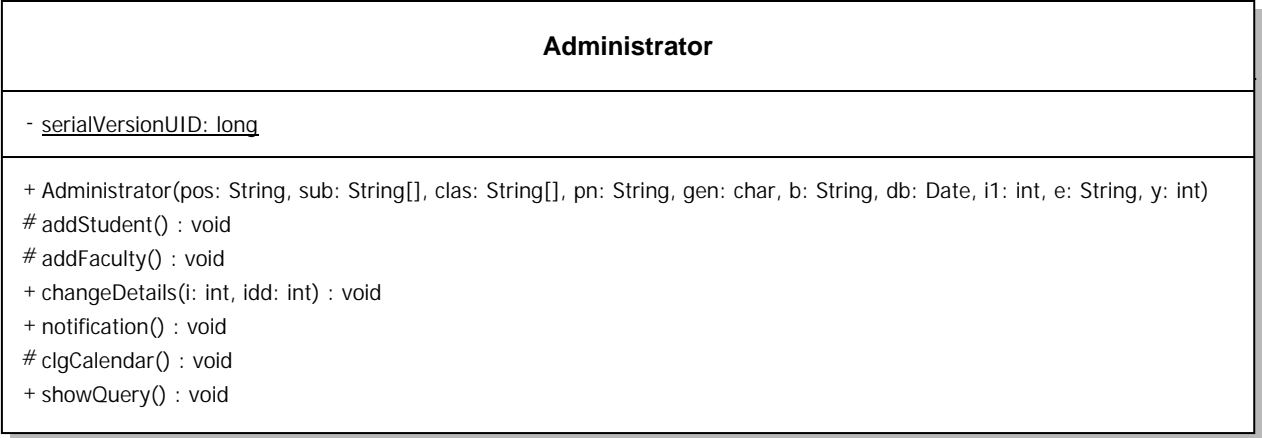 Administrator
- serialVersionUID: long
+ Administrator(pos: String, sub: String[], clas: String[], pn: String, gen: char, b: String, db: Date, i1: int, e: String, y: int)
# addStudent() : void
# addFaculty() : void
+ changeDetails(i: int, idd: int) : void
+ notification() : void
# clgCalendar() : void
+ showQuery() : void